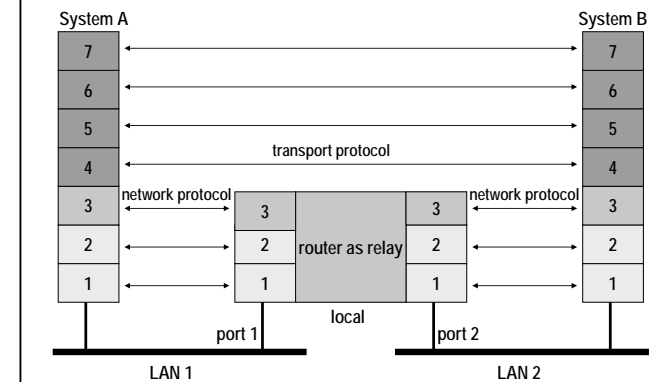 System A System B
7 7
6 6
5 5
transport protocol
4 4
network protocol network protocol
3 3 3 3
2 2 router as relay 2 2
1 1 1 1
local
port 1 port 2
LAN 1 LAN 2